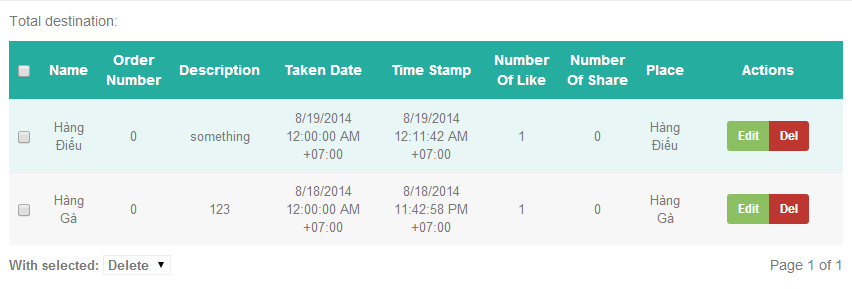 Total destination:
Name Order Number Description Taken Date Time Stamp Number Of Like Number Of Share Place Actions
Hàng Điếu 0 something 8/19/2014 12:00:00 AM +07:00 8/19/2014 12:11:42 AM +07:00 1 0 Hàng Điếu Edit Del
Hàng Gà 0 123 8/18/2014 12:00:00 AM +07:00 8/18/2014 11:42:58 PM +07:00 1 0 Hàng Gà Edit Del
With selected: Delete Page 1 of 1